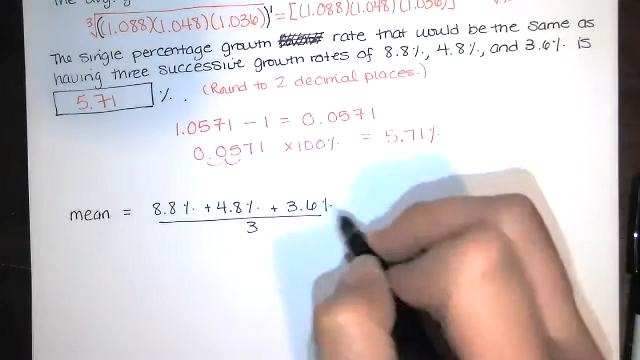 ∛((1.088)(1.048)(1.036))¹ = [(1.088)(1.048)(1.036)]
The single percentage growth rate that would be the same as
having three successive growth rates of 8.8%, 4.8%, and 3.6% is
5.71 %. (Round to 2 decimal places.)
1.0571 - 1 = 0.0571
0.0571 ×100% = 5.71%
mean = 8.8% + 4.8% + 3.6%
3